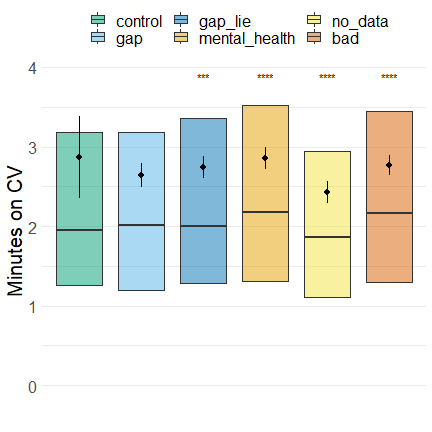 control gap_lie no_data
gap mental_health bad
4
*** **** **** ****
3
2
1
0
Minutes on CV